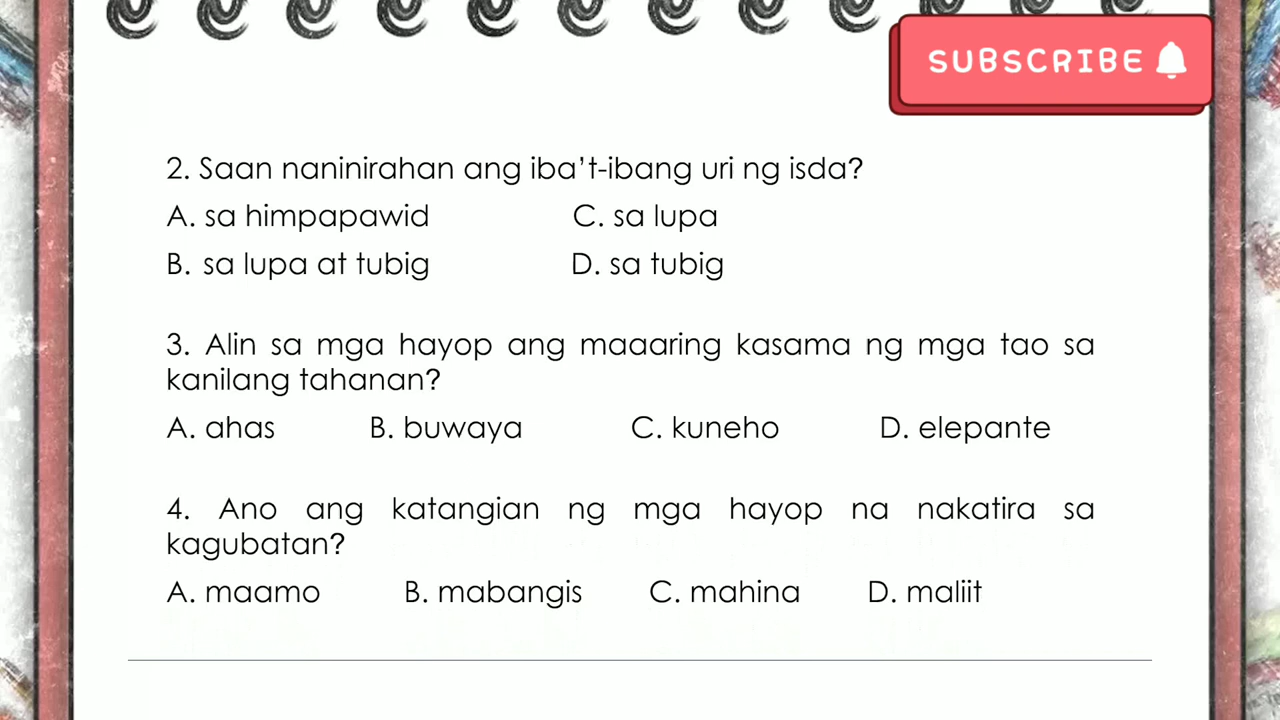 SUBSCRIBE
2. Saan naninirahan ang iba’t-ibang uri ng isda?
A. sa himpapawid C. sa lupa
B. sa lupa at tubig D. sa tubig
3. Alin sa mga hayop ang maaaring kasama ng mga tao sa
kanilang tahanan?
A. ahas B. buwaya C. kuneho D. elepante
4. Ano ang katangian ng mga hayop na nakatira sa
kagubatan?
A. maamo B. mabangis C. mahina D. maliit